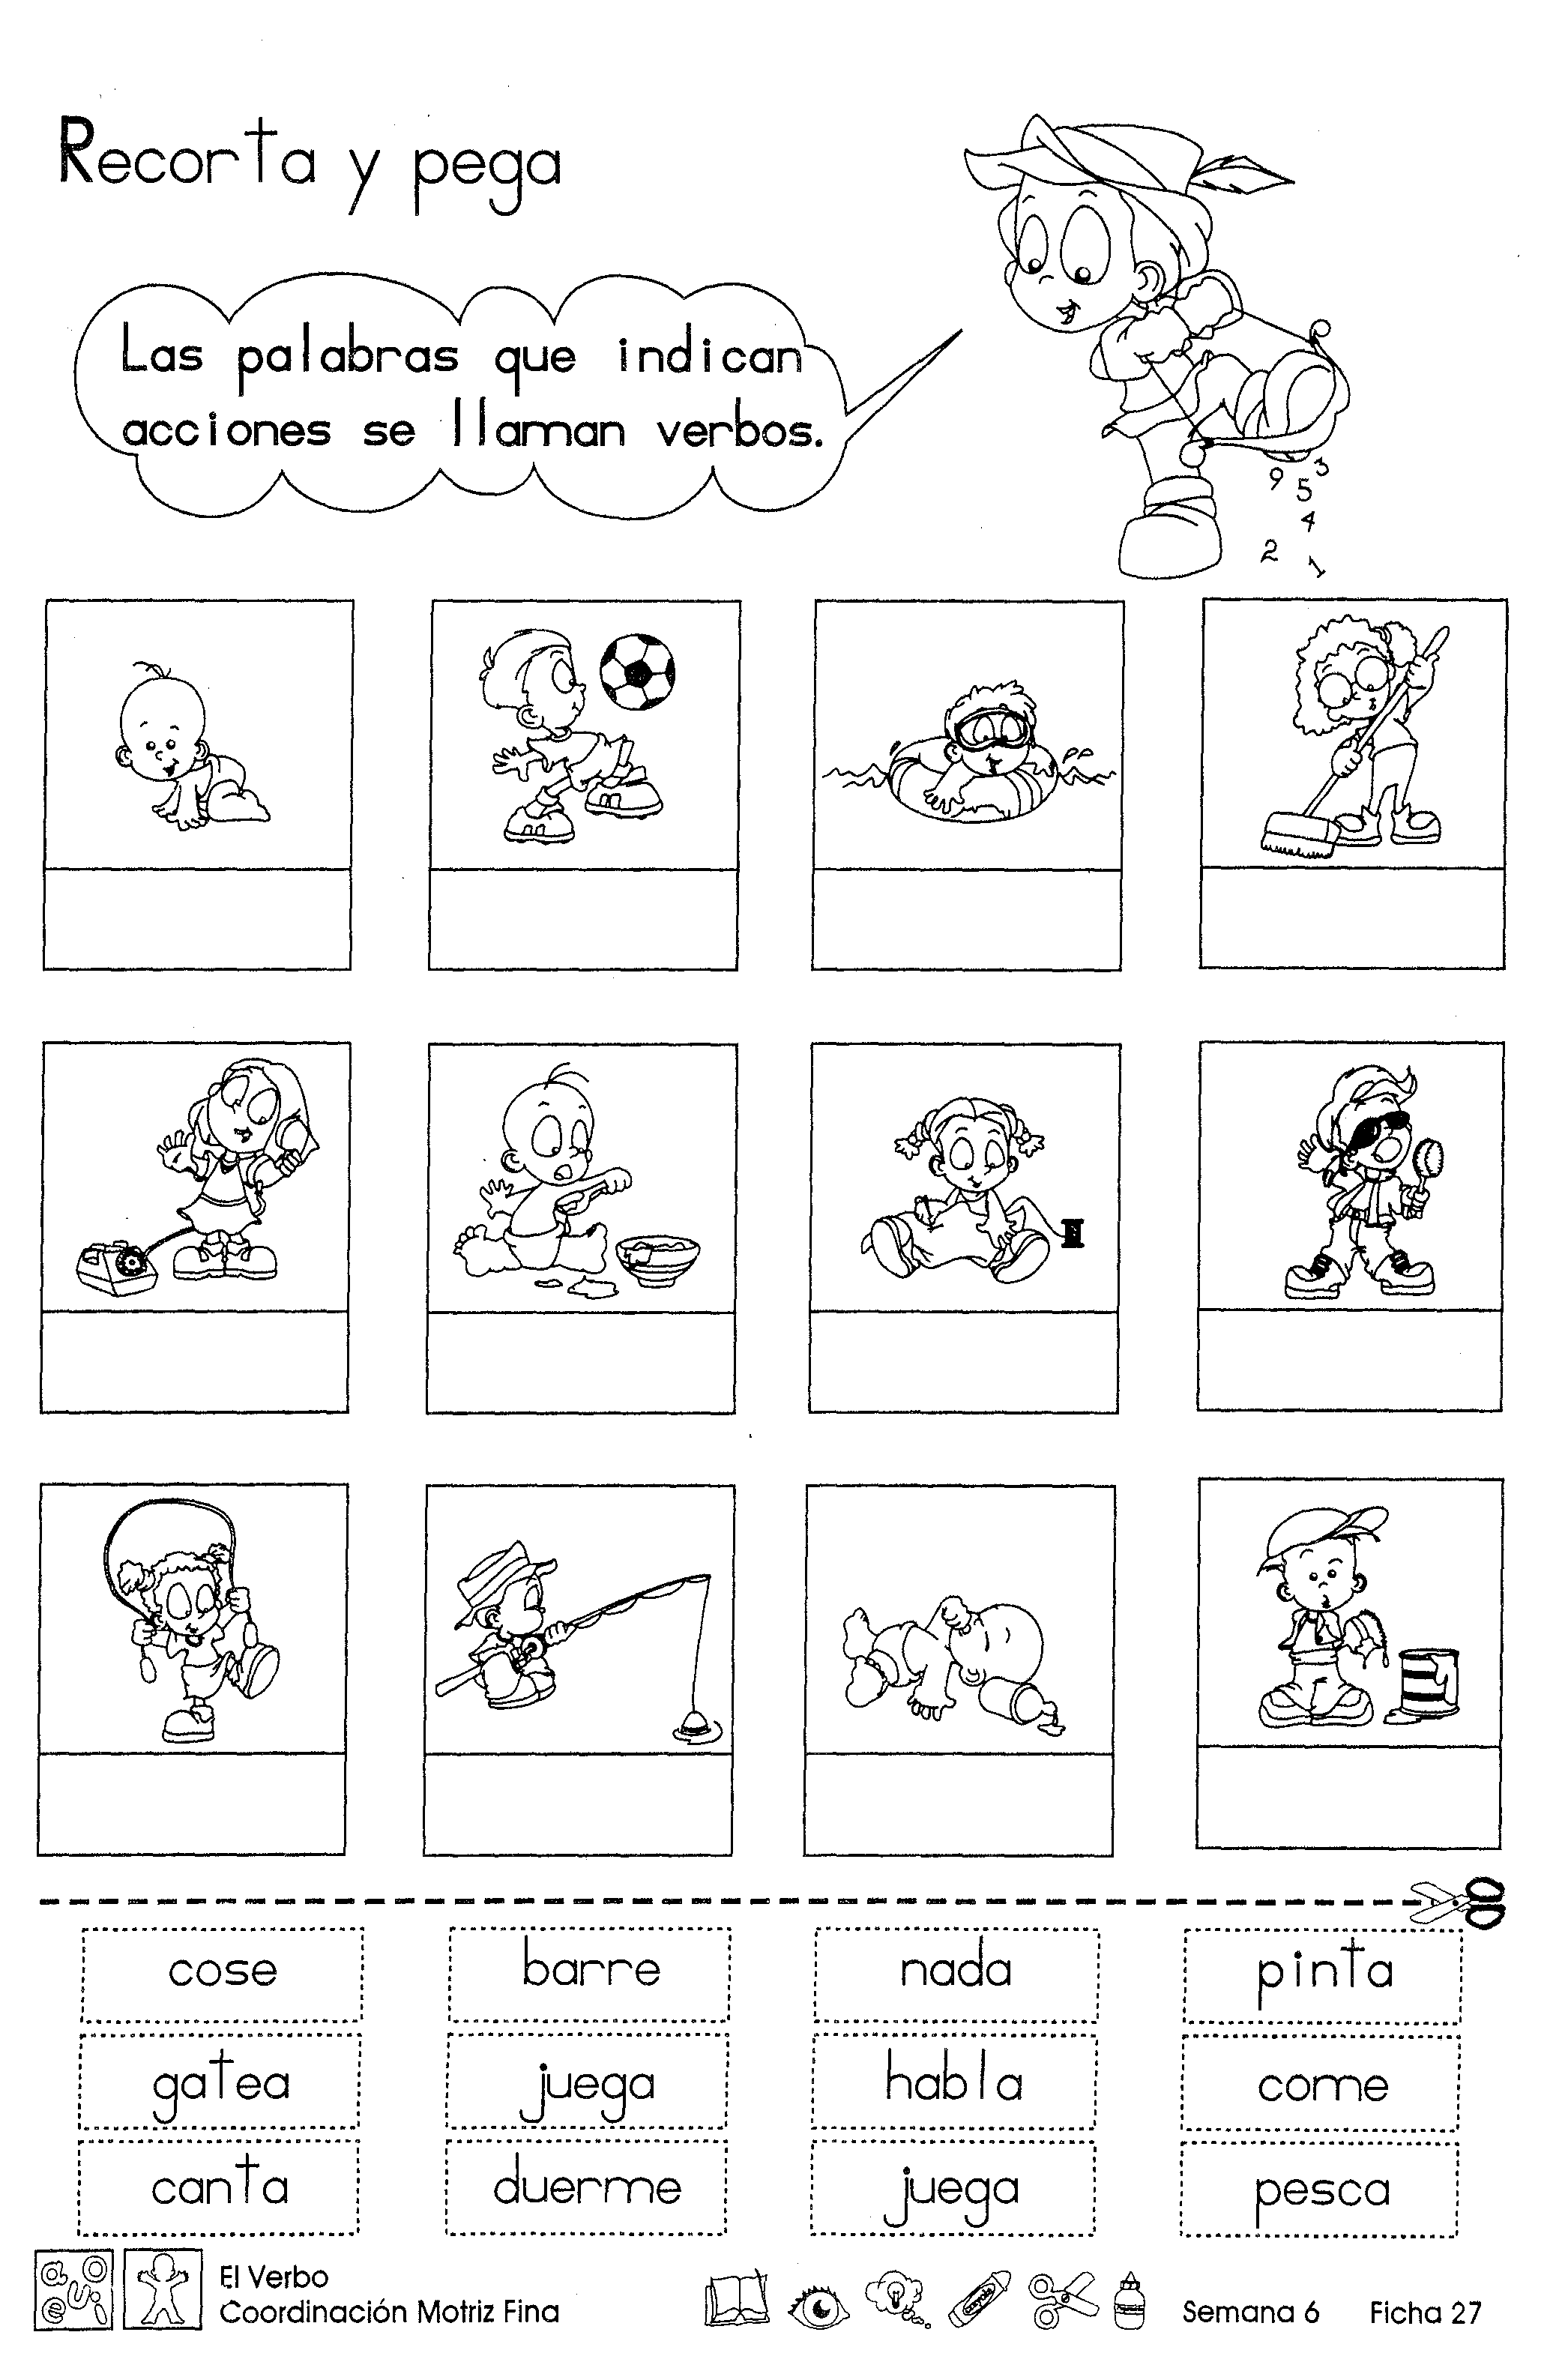 Recorta y pega
Las palabras que indican
acciones se llaman verbos.
9 5 3
4
2 1
cose barre nada pinta
gatea juega habla come
canta duerme juega pesca
El Verbo
Coordinación Motriz Fina
Semana 6 Ficha 27